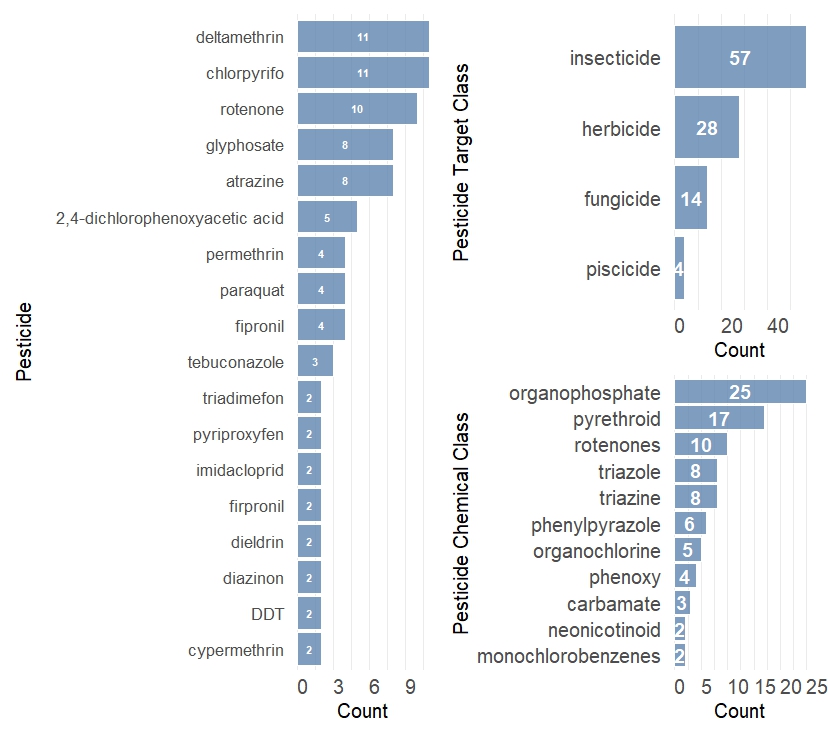 Pesticide
deltamethrin 11
chlorpyrifo 11
rotenone 10
glyphosate 8
atrazine 8
2,4-dichlorophenoxyacetic acid 5
permethrin 4
paraquat 4
fipronil 4
tebuconazole 3
triadimefon 2
pyriproxyfen 2
imidacloprid 2
firpronil 2
dieldrin 2
diazinon 2
DDT 2
cypermethrin 2
0 3 6 9
Count
Pesticide Target Class
insecticide 57
herbicide 28
fungicide 14
piscicide 4
0 20 40
Count
Pesticide Chemical Class
organophosphate 25
pyrethroid 17
rotenones 10
triazole 8
triazine 8
phenylpyrazole 6
organochlorine 5
phenoxy 4
carbamate 3
neonicotinoid 2
monochlorobenzenes 2
0 5 10 15 20 25
Count